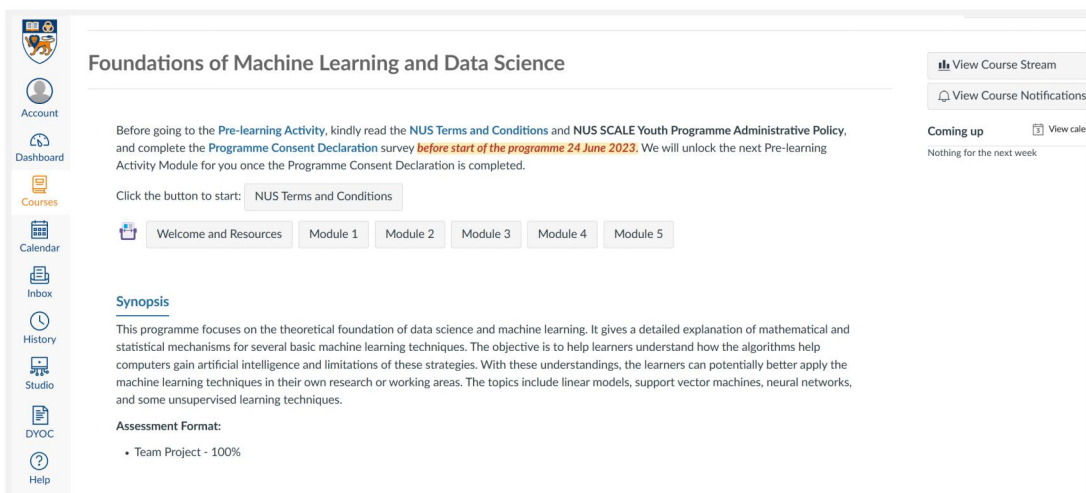 Foundations of Machine Learning and Data Science
Before going to the Pre-learning Activity, kindly read the NUS Terms and Conditions and NUS SCALE Youth Programme Administrative Policy,
and complete the Programme Consent Declaration survey before start of the programme 24 June 2023. We will unlock the next Pre-learning
Activity Module for you once the Programme Consent Declaration is completed.
Click the button to start: NUS Terms and Conditions
Welcome and Resources Module 1 Module 2 Module 3 Module 4 Module 5
Synopsis
This programme focuses on the theoretical foundation of data science and machine learning. It gives a detailed explanation of mathematical and
statistical mechanisms for several basic machine learning techniques. The objective is to help learners understand how the algorithms help
computers gain artificial intelligence and limitations of these strategies. With these understandings, the learners can potentially better apply the
machine learning techniques in their own research or working areas. The topics include linear models, support vector machines, neural networks,
and some unsupervised learning techniques.
Assessment Format:
• Team Project - 100%
Account
Dashboard
Courses
Calendar
Inbox
History
Studio
DYOC
Help
View Course Stream
View Course Notifications
Coming up 3 View cale
Nothing for the next week